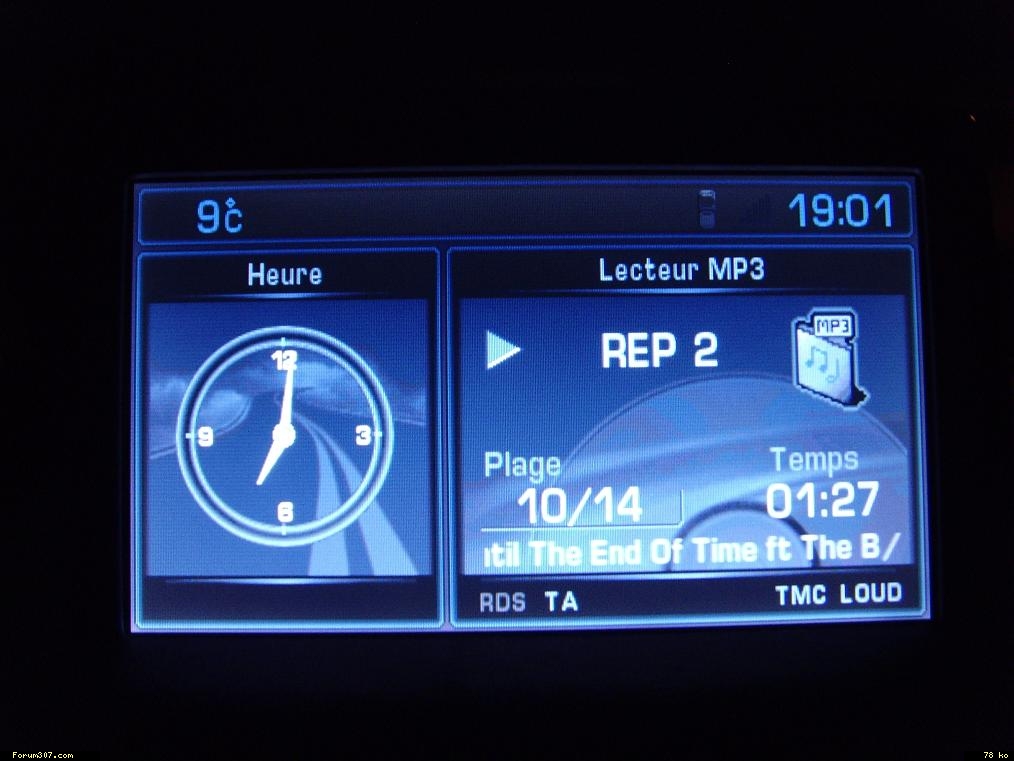 9°C 19:01
Heure
12
9 3
6
Lecteur MP3
MP3
REP 2
Plage Temps
10/14 01:27
til The End Of Time ft The B/
RDS TA TMC LOUD
Forum307.com 78 ko